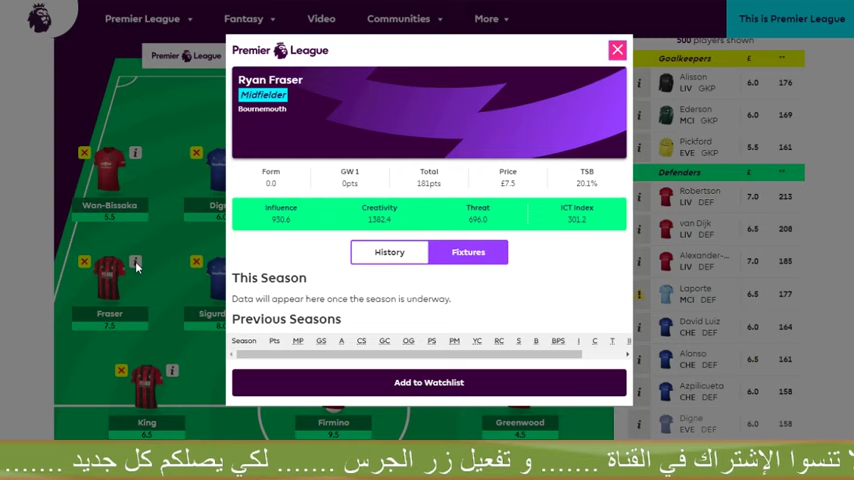 Premier League Fantasy Video Communities More This is Premier League
500 players shown
Premier League
Premier League
Ryan Fraser
Midfielder
Bournemouth
Form GW 1 Total Price TSB
0.0 0pts 181pts £7.5 20.1%
Influence Creativity Threat ICT Index
930.6 1382.4 696.0 301.2
History Fixtures
This Season
Data will appear here once the season is underway.
Previous Seasons
Season Pts MP GS A CS GC OG PS PM YC RC S B BPS I C T II
Add to Watchlist
Wan-Bissaka
5.5
Fraser
7.5
Sigurd
8.0
King
6.5
Firmino
9.5
Greenwood
4.5
Goalkeepers £ **
Alisson 6.0 176
LIV GKP
Ederson 6.0 169
MCI GKP
Pickford 5.5 161
EVE GKP
Defenders £ **
Robertson 7.0 213
LIV DEF
van Dijk 6.5 208
LIV DEF
Alexander-... 7.0 185
LIV DEF
Laporte 6.5 177
MCI DEF
David Luiz 6.0 164
CHE DEF
Alonso 6.5 161
CHE DEF
Azpilicueta 6.0 158
CHE DEF
Digne 6.0 158
EVE DEF
لا تنسوا الإشتراك في القناة ....... و تفعيل زر الجرس ....... لكي يصلكم كل جديد .......